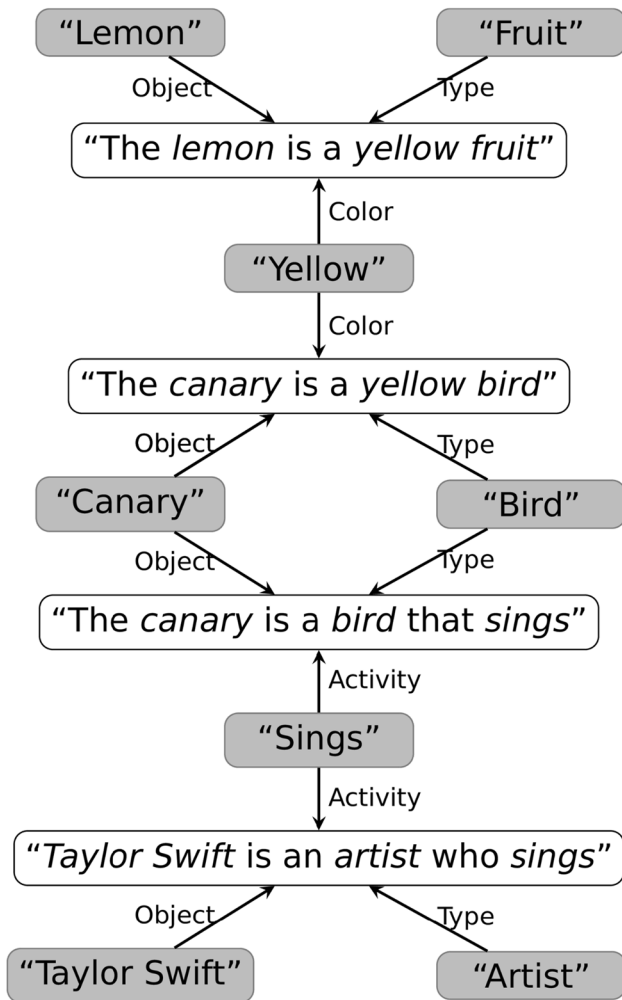 “Lemon”
“Fruit”
Object
Type
“The lemon is a yellow fruit”
Color
“Yellow”
Color
“The canary is a yellow bird”
Object
Type
“Canary”
“Bird”
Object
Type
“The canary is a bird that sings”
Activity
“Sings”
Activity
“Taylor Swift is an artist who sings”
Object
Type
“Taylor Swift”
“Artist”